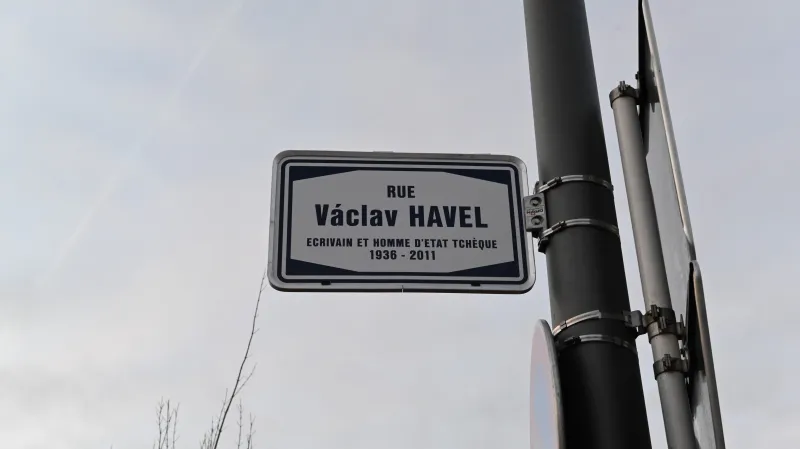 RUE
Václav HAVEL
ECRIVAIN ET HOMME D'ETAT TCHÈQUE
1936 - 2011